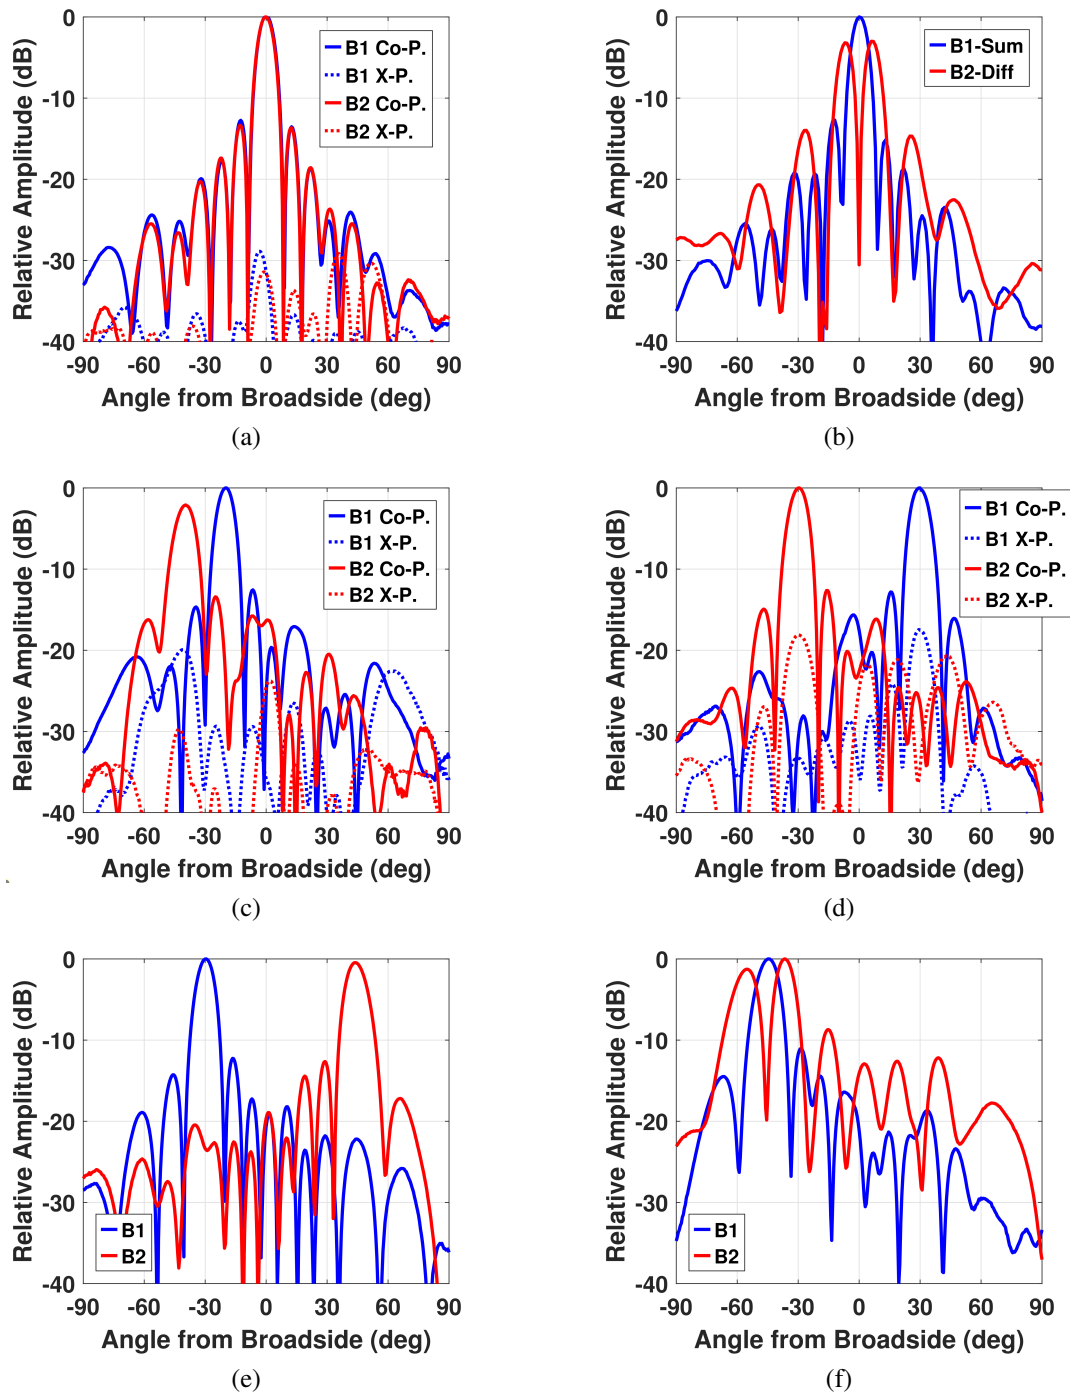 0
-10
-20
-30
-40
-90 -60 -30 0 30 60 90
Relative Amplitude (dB)
Angle from Broadside (deg)
B1 Co-P.
B1 X-P.
B2 Co-P.
B2 X-P.
(a)
0
-10
-20
-30
-40
-90 -60 -30 0 30 60 90
Relative Amplitude (dB)
Angle from Broadside (deg)
B1-Sum
B2-Diff
(b)
0
-10
-20
-30
-40
-90 -60 -30 0 30 60 90
Relative Amplitude (dB)
Angle from Broadside (deg)
B1 Co-P.
B1 X-P.
B2 Co-P.
B2 X-P.
(c)
0
-10
-20
-30
-40
-90 -60 -30 0 30 60 90
Relative Amplitude (dB)
Angle from Broadside (deg)
B1 Co-P.
B1 X-P.
B2 Co-P.
B2 X-P.
(d)
0
-10
-20
-30
-40
-90 -60 -30 0 30 60 90
Relative Amplitude (dB)
Angle from Broadside (deg)
B1
B2
(e)
0
-10
-20
-30
-40
-90 -60 -30 0 30 60 90
Relative Amplitude (dB)
Angle from Broadside (deg)
B1
B2
(f)